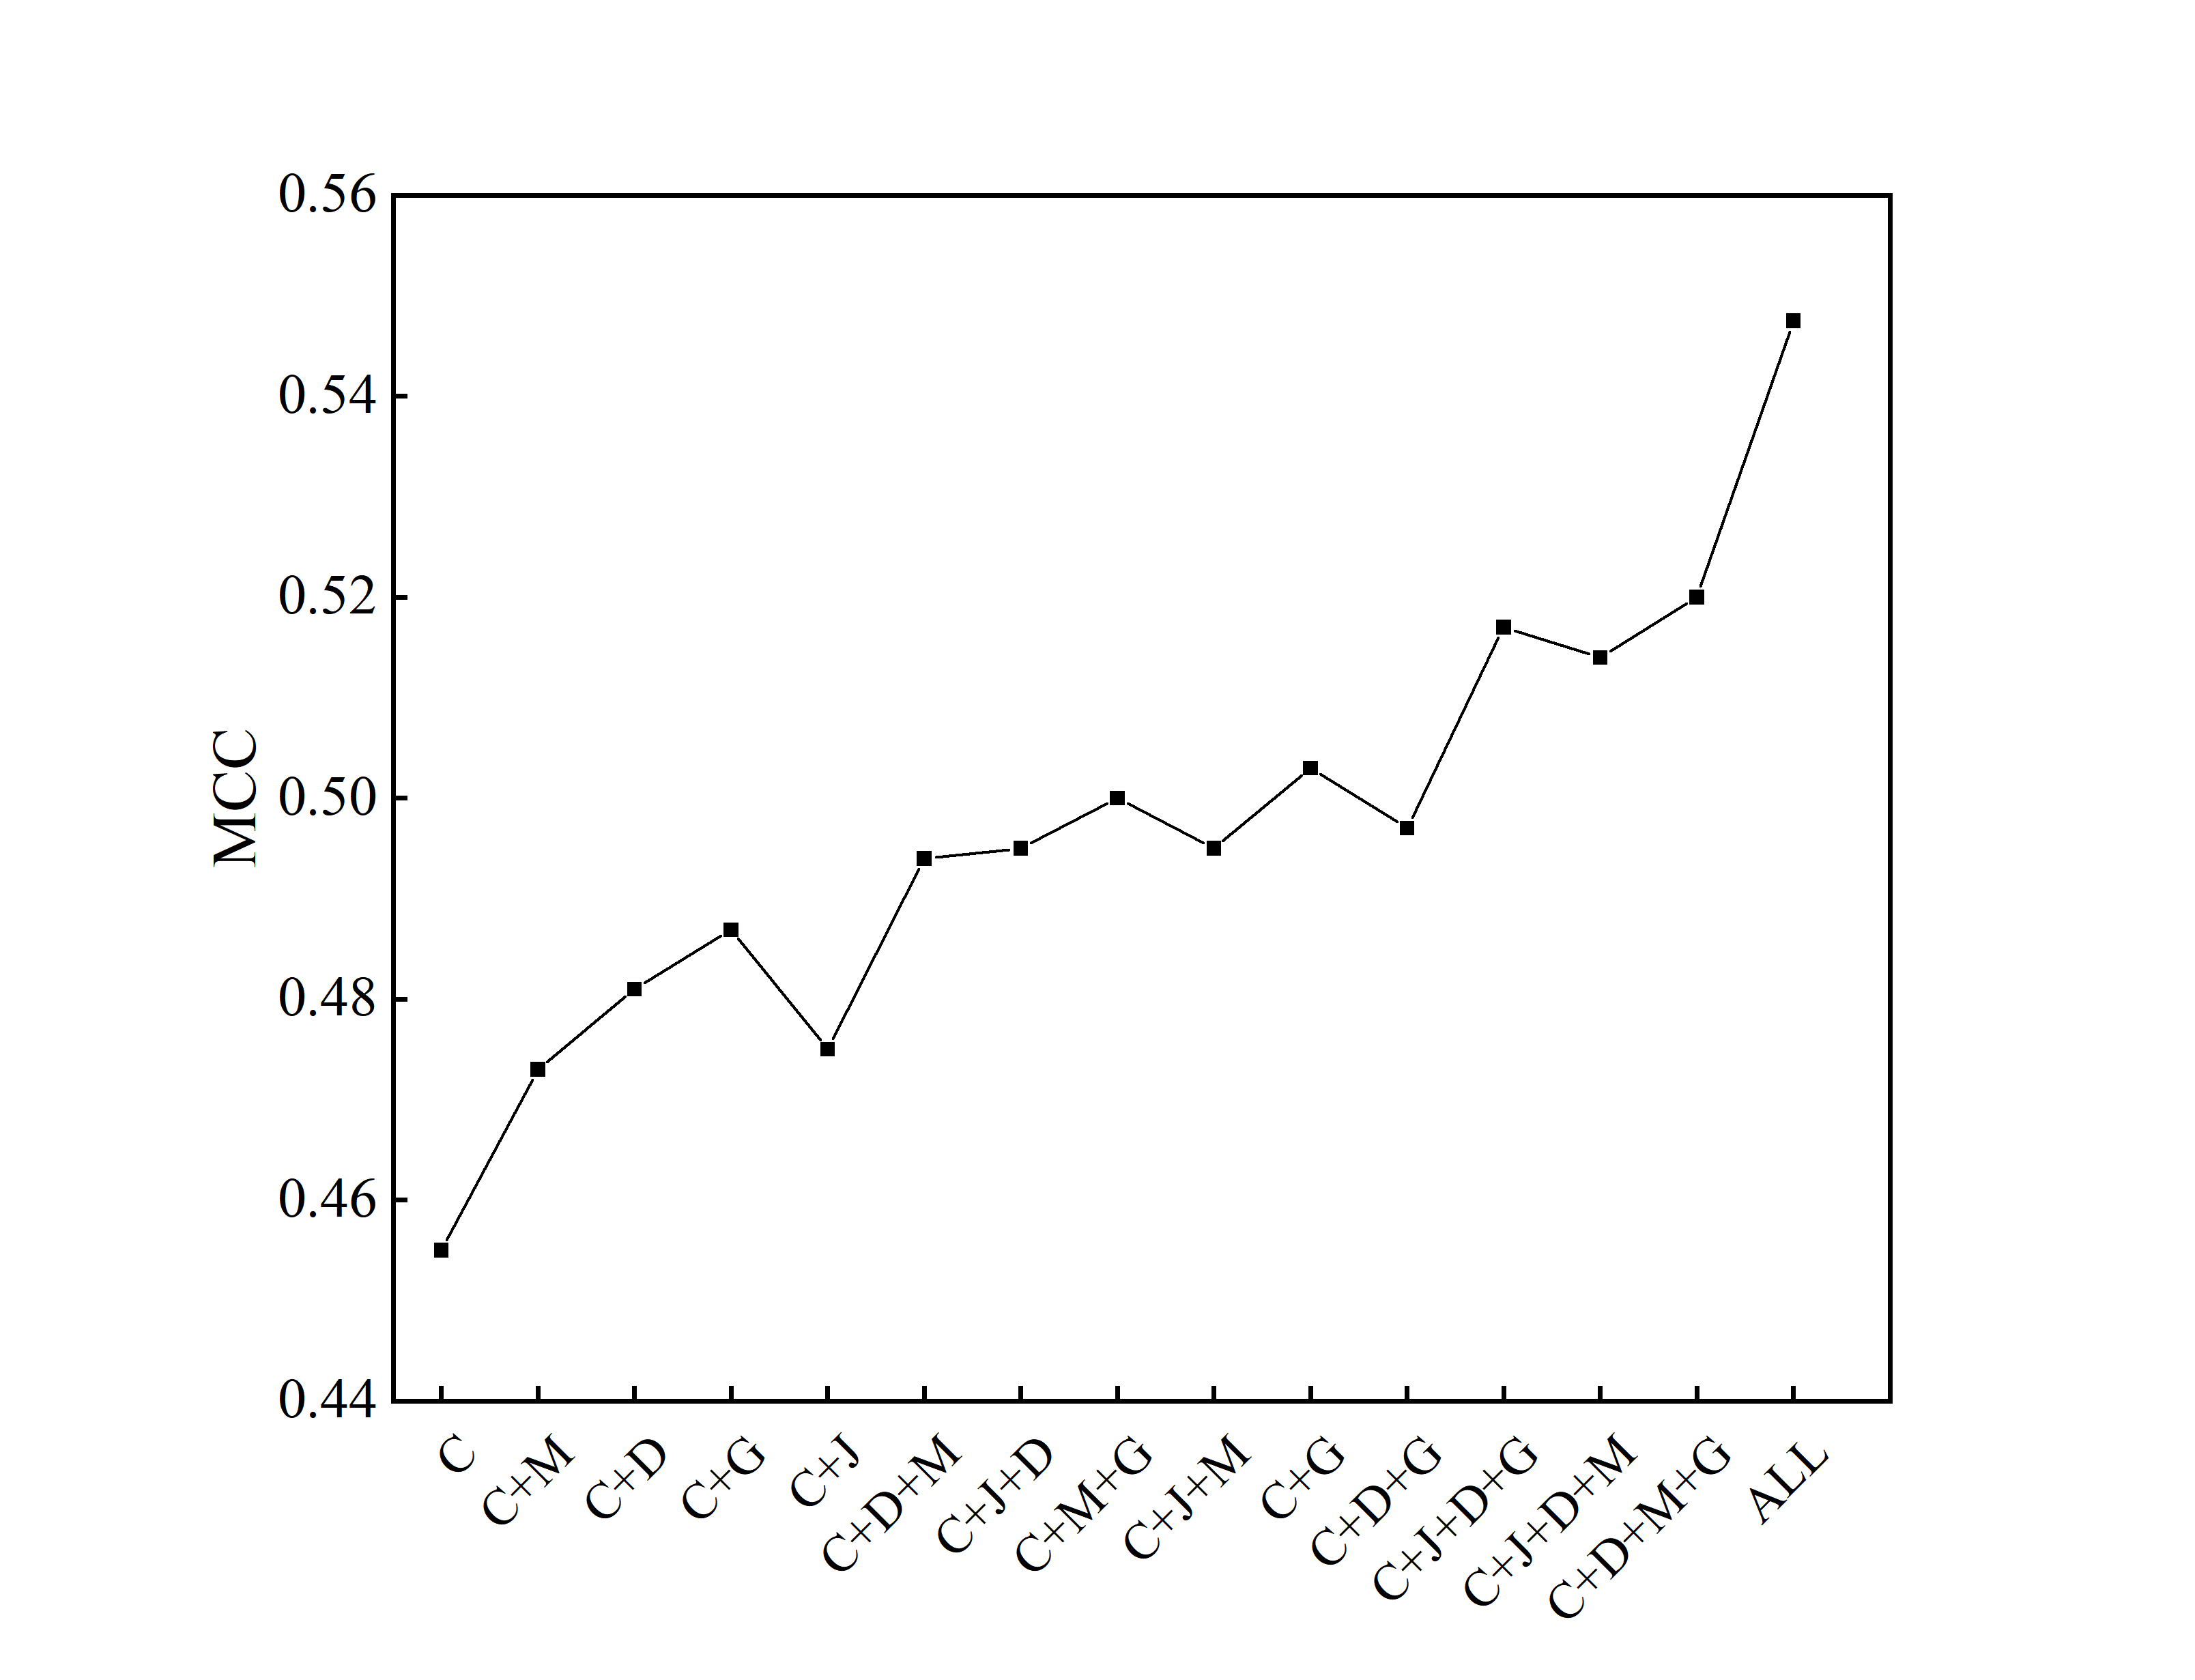 0.56
0.54
0.52
0.50
0.48
0.46
0.44
MCC
C
C+M
C+D
C+G
C+J
C+D+M
C+J+D
C+M+G
C+J+M
C+G
C+D+G
C+J+D+G
C+J+D+M
C+D+M+G
ALL